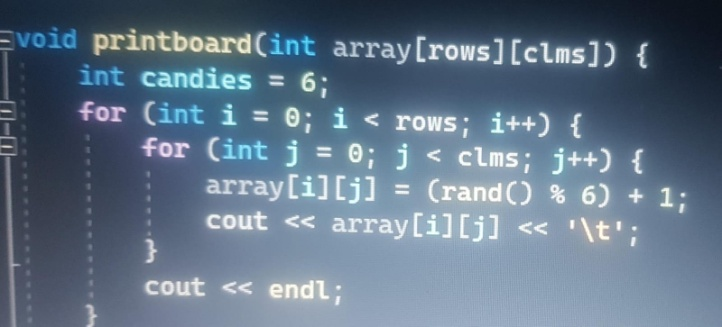 void printboard(int array[rows][clms]) {
int candies = 6;
for (int i = 0; i < rows; i++) {
for (int j = 0; j < clms; j++) {
array[i][j] = (rand() % 6) + 1;
cout << array[i][j] << '\t';
}
cout << endl;
}